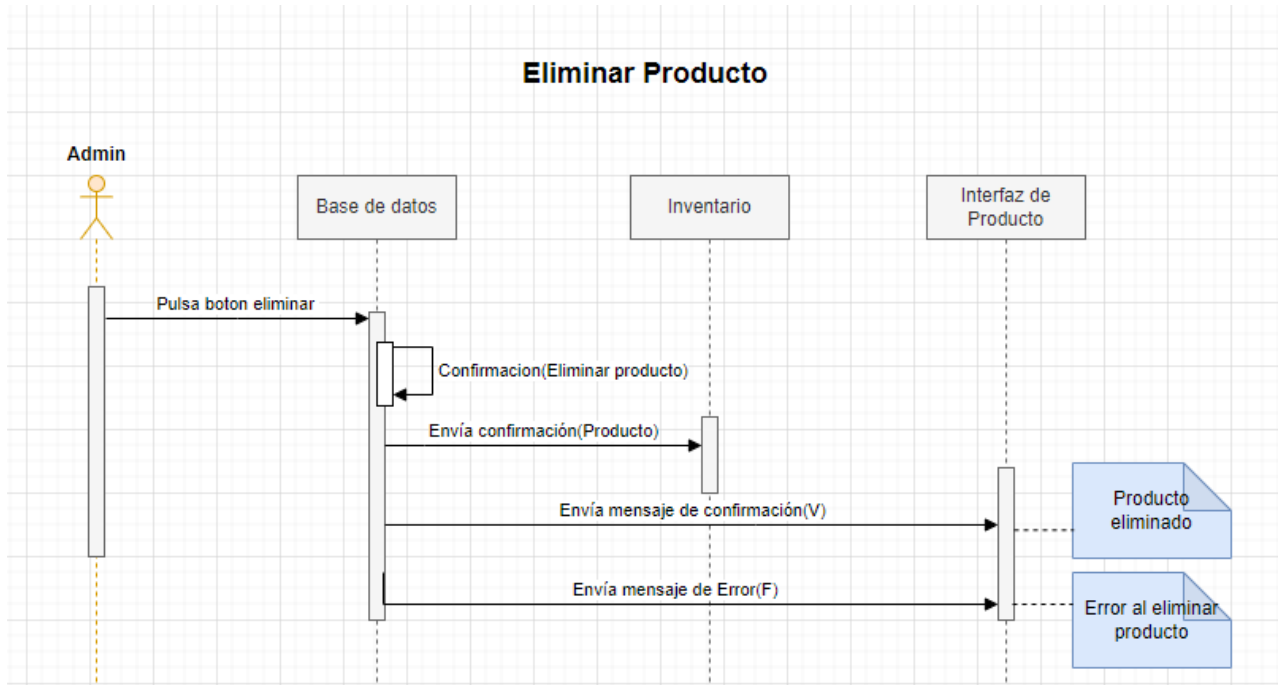 Eliminar Producto
Admin
Base de datos
Inventario
Interfaz de
Producto
Pulsa boton eliminar
Confirmacion(Eliminar producto)
Envía confirmación(Producto)
Envía mensaje de confirmación(V)
Producto
eliminado
Envía mensaje de Error(F)
Error al eliminar
producto